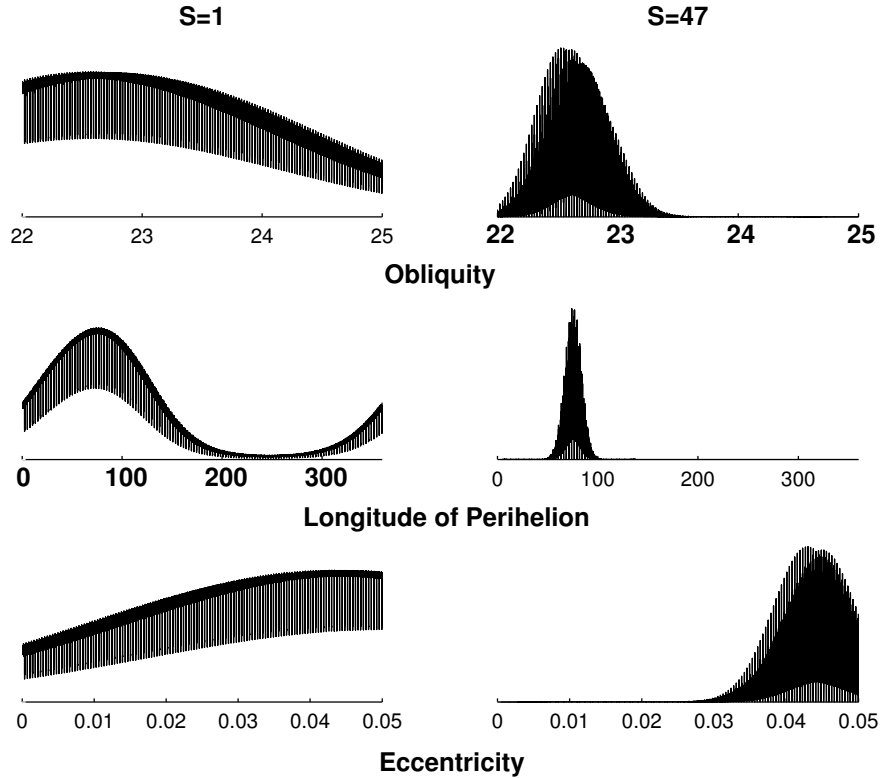 S=1 S=47
22 23 24 25 22 23 24 25
Obliquity
0 100 200 300 0 100 200 300
Longitude of Perihelion
0 0.01 0.02 0.03 0.04 0.05 0 0.01 0.02 0.03 0.04 0.05
Eccentricity